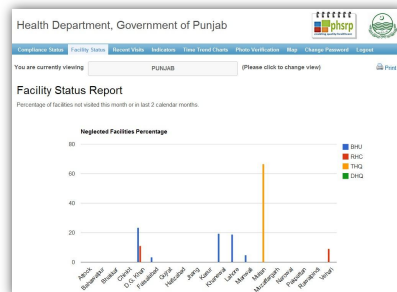 Health Department, Government of Punjab
phsrp
Compliance Status Facility Status Recent Visits Indicators Time Trend Charts Photo Verification Map Change Password Logout
You are currently viewing PUNJAB (Please click to change view) Print
Facility Status Report
Percentage of facilities not visited this month or in last 2 calendar months.
Neglected Facilities Percentage
80
60
40
20
0
BHU
RHC
THQ
DHQ
Attock
Bahawalpur
Bhakkar
Chiniot
D.G. Khan
Faisalabad
Gujrat
Hafizabad
Jhang
Kasur
Khanewal
Lahore
Mianwali
Multan
Muzaffargarh
Narowal
Pakpattan
Rawalpindi
Vehari